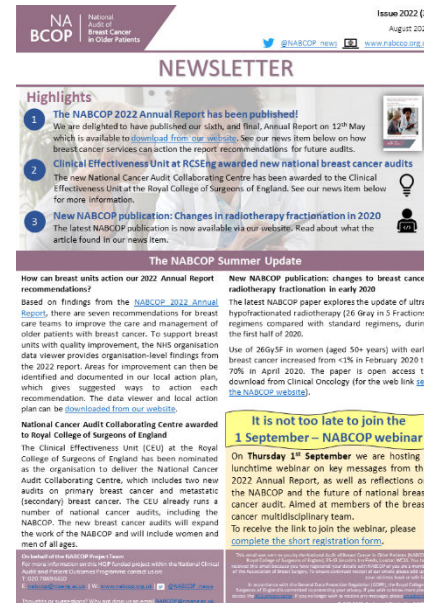 NA
BCOP
National
Audit of
Breast Cancer
in Older Patients
Issue 2022 (
August 202
@NABCOP_news
www.nabcop.org.
NEWSLETTER
Highlights
1
The NABCOP 2022 Annual Report has been published!
We are delighted to have published our sixth, and final, Annual Report on 12th May
which is available to download from our website. See our news item below on how
breast cancer services can action the report recommendations for future audits.
2
Clinical Effectiveness Unit at RCSEng awarded new national breast cancer audits
The new National Cancer Audit Collaborating Centre has been awarded to the Clinical
Effectiveness Unit at the Royal College of Surgeons of England. See our news item below
for more information.
3
New NABCOP publication: Changes in radiotherapy fractionation in 2020
The latest NABCOP publication is now available via our website. Read about what the
article found in our news item.
The NABCOP Summer Update
How can breast units action our 2022 Annual Report
recommendations?
Based on findings from the NABCOP 2022 Annual
Report, there are seven recommendations for breast
care teams to improve the care and management of
older patients with breast cancer. To support breast
units with quality improvement, the NHS organisation
data viewer provides organisation-level findings from
the 2022 report. Areas for improvement can then be
identified and documented in our local action plan,
which gives suggested ways to action each
recommendation. The data viewer and local action
plan can be downloaded from our website.
National Cancer Audit Collaborating Centre awarded
to Royal College of Surgeons of England
The Clinical Effectiveness Unit (CEU) at the Royal
College of Surgeons of England has been nominated
as the organisation to deliver the National Cancer
Audit Collaborating Centre, which includes two new
audits on primary breast cancer and metastatic
(secondary) breast cancer. The CEU already runs a
number of national cancer audits, including the
NABCOP. The new breast cancer audits will expand
the work of the NABCOP and will include women and
men of all ages.
New NABCOP publication: changes to breast cance
radiotherapy fractionation in early 2020
The latest NABCOP paper explores the update of ultra
hypofractionated radiotherapy (26 Gray in 5 Fractions
regimens compared with standard regimens, durin
the first half of 2020.
Use of 26Gy5F in women (aged 50+ years) with earl
breast cancer increased from <1% in February 2020 t
70% in April 2020. The paper is open access t
download from Clinical Oncology (for the web link se
the NABCOP website).
It is not too late to join the
1 September – NABCOP webinar
On Thursday 1st September we are hosting
lunchtime webinar on key messages from th
2022 Annual Report, as well as reflections o
the NABCOP and the future of national breas
cancer audit. Aimed at members of the breas
cancer multidisciplinary team.
To receive the link to join the webinar, please
complete the short registration form.
On behalf of the NABCOP Project Team
For more information on the HQIP funded project within the National Clinical
Audit and Patient Outcomes Programme contact us on: